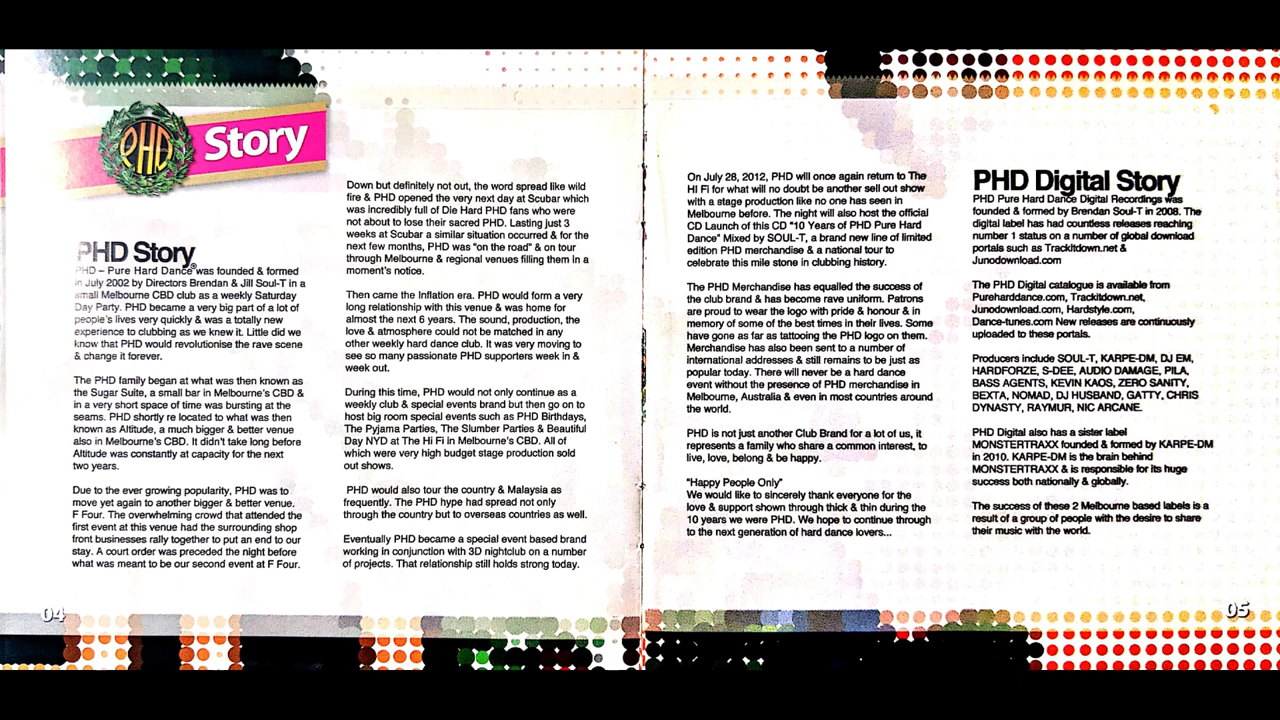 PHD Story
PHD Story
PHD – Pure Hard Dance was founded & formed
in July 2002 by Directors Brendan & Jill Soul-T in a
small Melbourne CBD club as a weekly Saturday
Day Party. PHD became a very big part of a lot of
people's lives very quickly & was a totally new
experience to clubbing as we knew it. Little did we
know that PHD would revolutionise the rave scene
& change it forever.
The PHD family began at what was then known as
the Sugar Suite, a small bar in Melbourne's CBD &
in a very short space of time was bursting at the
seams. PHD shortly re located to what was then
known as Altitude, a much bigger & better venue
also in Melbourne's CBD. It didn't take long before
Altitude was constantly at capacity for the next
two years.
Due to the ever growing popularity, PHD was to
move yet again to another bigger & better venue.
F Four. The overwhelming crowd that attended the
first event at this venue had the surrounding shop
front businesses rally together to put an end to our
stay. A court order was preceded the night before
what was meant to be our second event at F Four.
04
Down but definitely not out, the word spread like wild
fire & PHD opened the very next day at Scubar which
was incredibly full of Die Hard PHD fans who were
not about to lose their sacred PHD. Lasting just 3
weeks at Scubar a similar situation occurred & for the
next few months, PHD was "on the road" & on tour
through Melbourne & regional venues filling them in a
moment's notice.
Then came the Inflation era. PHD would form a very
long relationship with this venue & was home for
almost the next 6 years. The sound, production, the
love & atmosphere could not be matched in any
other weekly hard dance club. It was very moving to
see so many passionate PHD supporters week in &
week out.
During this time, PHD would not only continue as a
weekly club & special events brand but then go on to
host big room special events such as PHD Birthdays,
The Pyjama Parties, The Slumber Parties & Beautiful
Day NYD at The Hi Fi in Melbourne's CBD. All of
which were very high budget stage production sold
out shows.
PHD would also tour the country & Malaysia as
frequently. The PHD hype had spread not only
through the country but to overseas countries as well.
Eventually PHD became a special event based brand
working in conjunction with 3D nightclub on a number
of projects. That relationship still holds strong today.
On July 28, 2012, PHD will once again return to The
HI Fi for what will no doubt be another sell out show
with a stage production like no one has seen in
Melbourne before. The night will also host the official
CD Launch of this CD "10 Years of PHD Pure Hard
Dance" Mixed by SOUL-T, a brand new line of limited
edition PHD merchandise & a national tour to
celebrate this mile stone in clubbing history.
The PHD Merchandise has equalled the success of
the club brand & has become rave uniform. Patrons
are proud to wear the logo with pride & honour & in
memory of some of the best times in their lives. Some
have gone as far as tattooing the PHD logo on them.
Merchandise has also been sent to a number of
international addresses & still remains to be just as
popular today. There will never be a hard dance
event without the presence of PHD merchandise in
Melbourne, Australia & even in most countries around
the world.
PHD is not just another Club Brand for a lot of us, it
represents a family who share a common interest, to
live, love, belong & be happy.
"Happy People Only"
We would like to sincerely thank everyone for the
love & support shown through thick & thin during the
10 years we were PHD. We hope to continue through
to the next generation of hard dance lovers...
PHD Digital Story
PHD Pure Hard Dance Digital Recordings was
founded & formed by Brendan Soul-T in 2008. The
digital label has had countless releases reaching
number 1 status on a number of global download
portals such as TrackItdown.net &
Junodownload.com
The PHD Digital catalogue is available from
Pureharddance.com, Trackitdown.net,
Junodownload.com, Hardstyle.com,
Dance-tunes.com New releases are continuously
uploaded to these portals.
Producers include SOUL-T, KARPE-DM, DJ EM,
HARDFORZE, S-DEE, AUDIO DAMAGE, PILA,
BASS AGENTS, KEVIN KAOS, ZERO SANITY,
BEXTA, NOMAD, DJ HUSBAND, GATTY, CHRIS
DYNASTY, RAYMUR, NIC ARCANE.
PHD Digital also has a sister label
MONSTERTRAXX founded & formed by KARPE-DM
in 2010. KARPE-DM is the brain behind
MONSTERTRAXX & is responsible for its huge
success both nationally & globally.
The success of these 2 Melbourne based labels is a
result of a group of people with the desire to share
their music with the world.
05